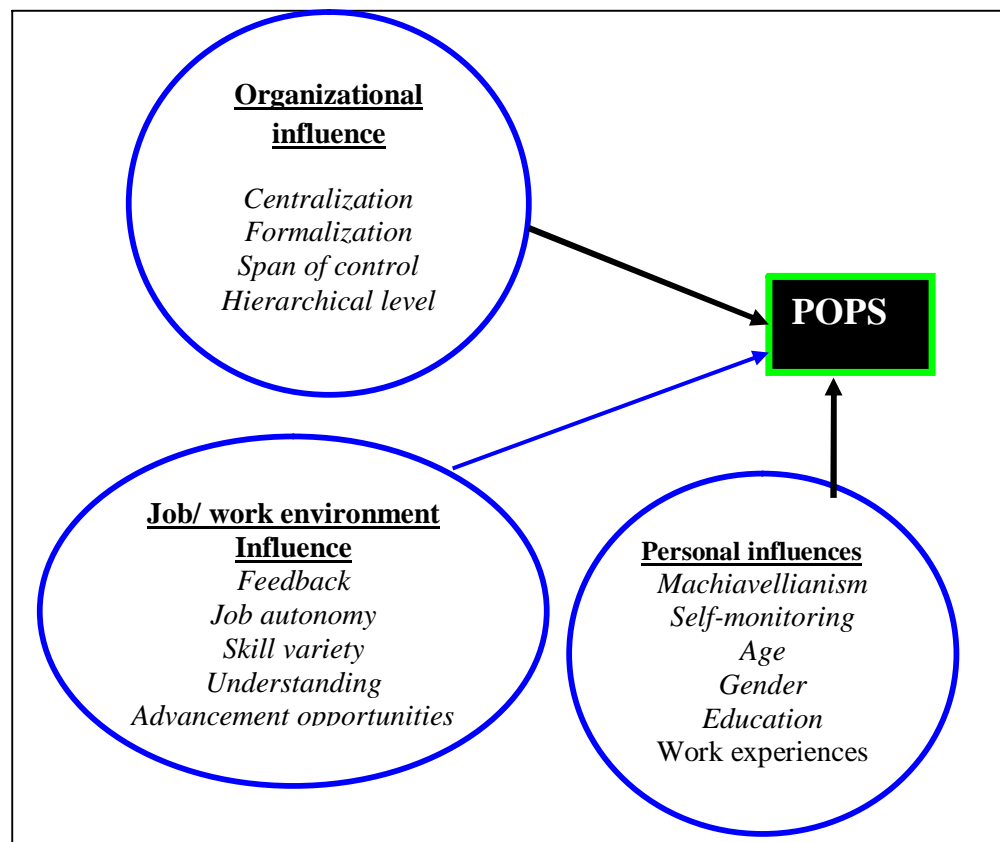 Organizational
influence
Centralization
Formalization
Span of control
Hierarchical level
POPS
Job/ work environment
Influence
Feedback
Job autonomy
Skill variety
Understanding
Advancement opportunities
Personal influences
Machiavellianism
Self-monitoring
Age
Gender
Education
Work experiences